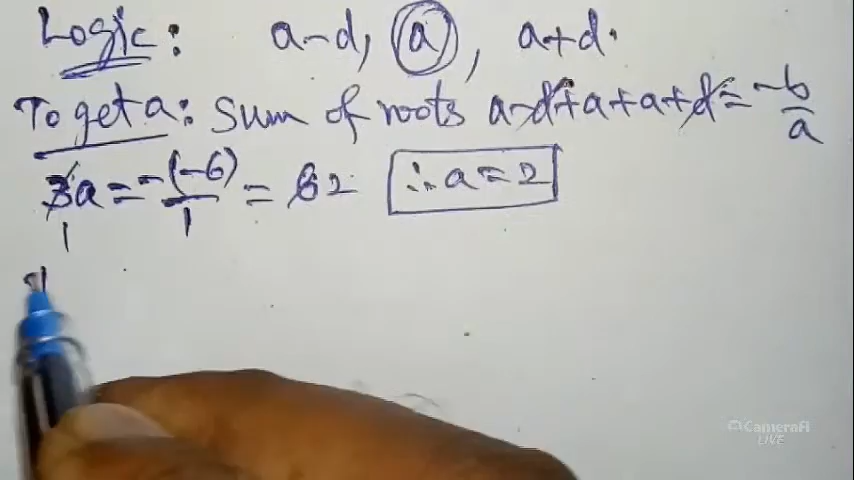 Logic: a-d, a, a+d.
To get a: Sum of roots a-d+a+a+d = -b/a
3a = -(-6)/1 = 6 2 ∴ a = 2
1
CameraFi
LIVE